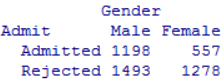 Gender
Admit Male Female
Admitted 1198 557
Rejected 1493 1278